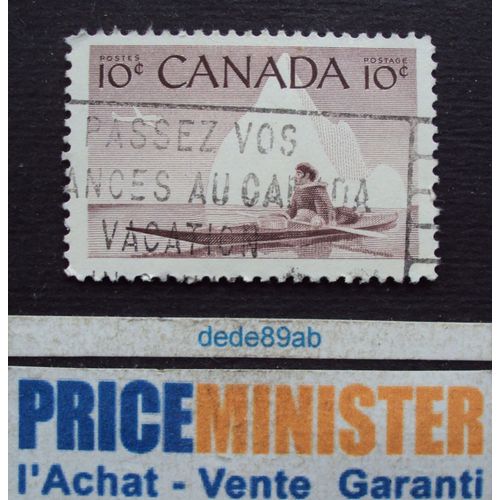 POSTES POSTAGE
10¢ CANADA 10¢
PASSEZ VOS
ANCES AU CANADA
VACATION
dede89ab
PRICEMINISTER
l'Achat - Vente Garanti